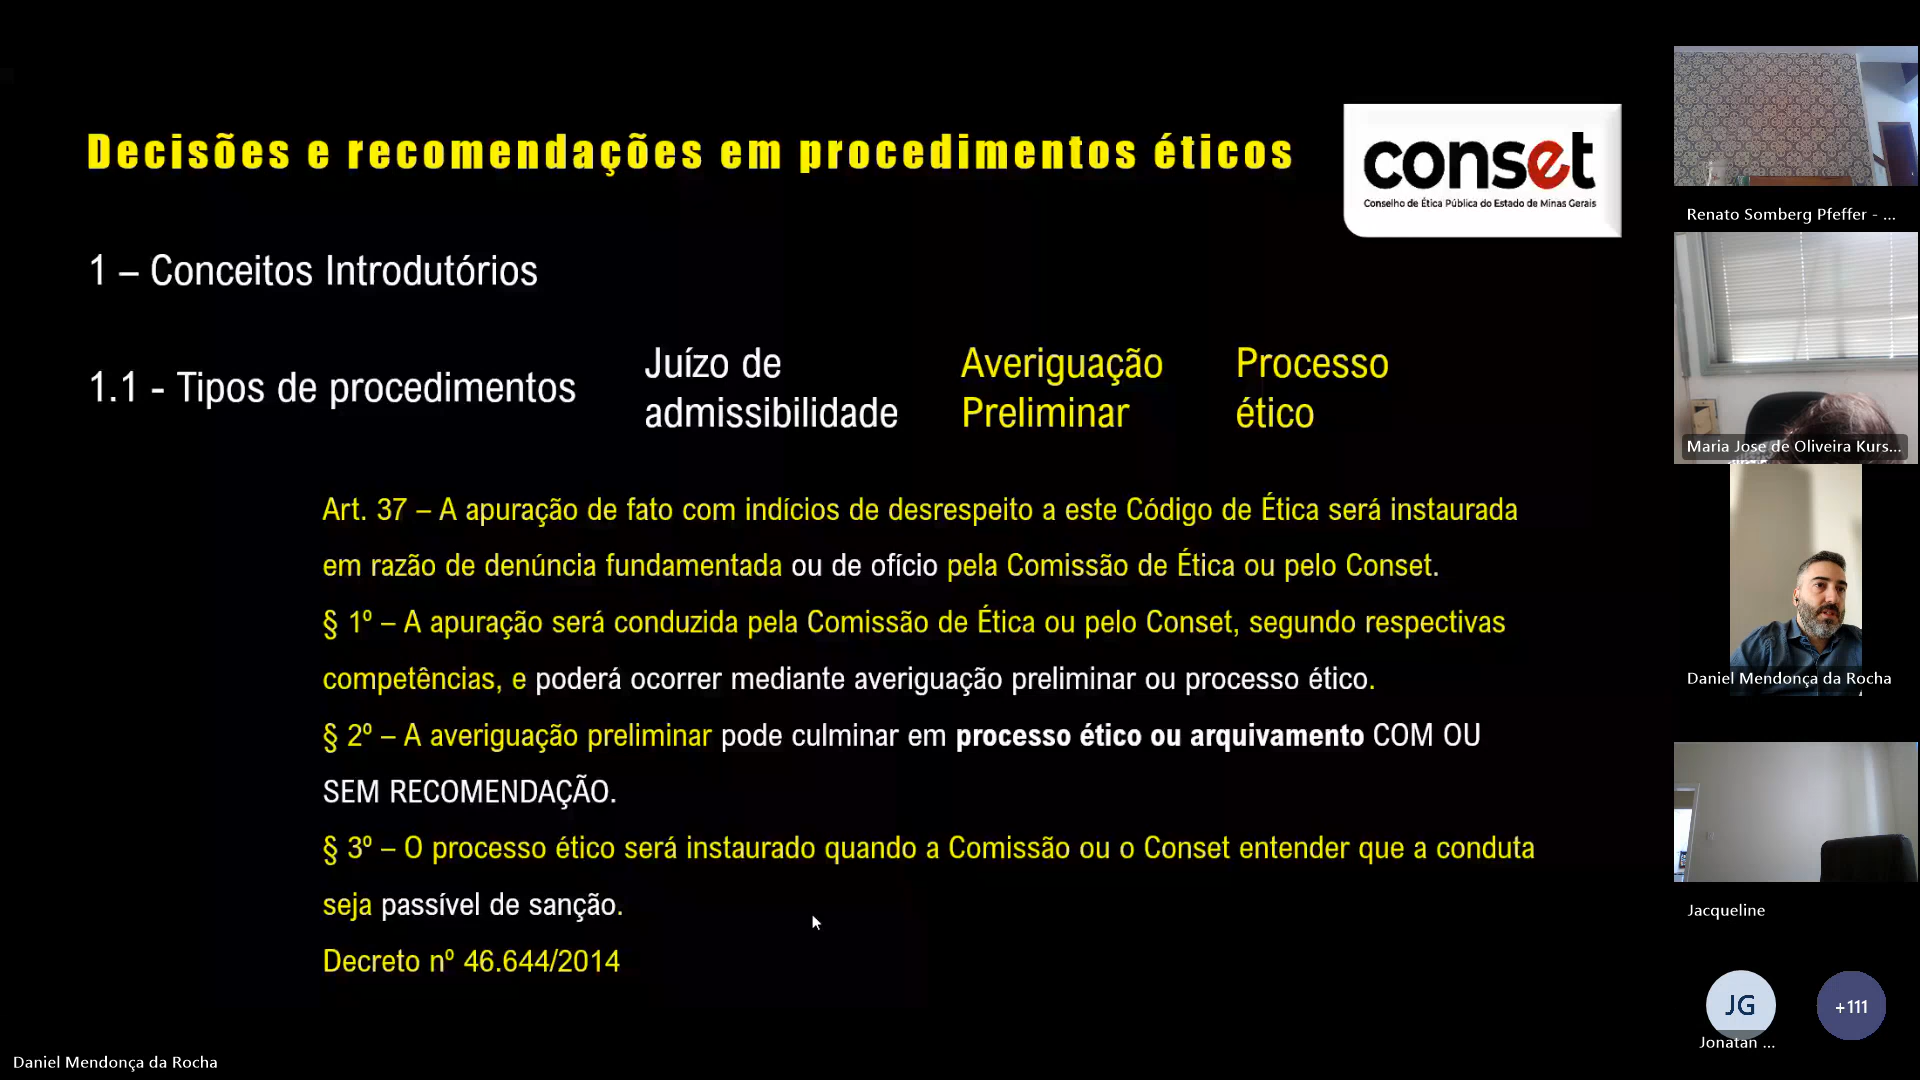 Decisões e recomendações em procedimentos éticos
conset
Conselho de Ética Pública do Estado de Minas Gerais
1 – Conceitos Introdutórios
1.1 - Tipos de procedimentos
Juízo de
admissibilidade
Averiguação
Preliminar
Processo
ético
Art. 37 – A apuração de fato com indícios de desrespeito a este Código de Ética será instaurada
em razão de denúncia fundamentada ou de ofício pela Comissão de Ética ou pelo Conset.
§ 1º – A apuração será conduzida pela Comissão de Ética ou pelo Conset, segundo respectivas
competências, e poderá ocorrer mediante averiguação preliminar ou processo ético.
§ 2º – A averiguação preliminar pode culminar em processo ético ou arquivamento COM OU
SEM RECOMENDAÇÃO.
§ 3º – O processo ético será instaurado quando a Comissão ou o Conset entender que a conduta
seja passível de sanção.
Decreto nº 46.644/2014
Renato Somberg Pfeffer - ...
Maria Jose de Oliveira Kurs...
Daniel Mendonça da Rocha
Jacqueline
JG
Jonatan ...
+111
Daniel Mendonça da Rocha